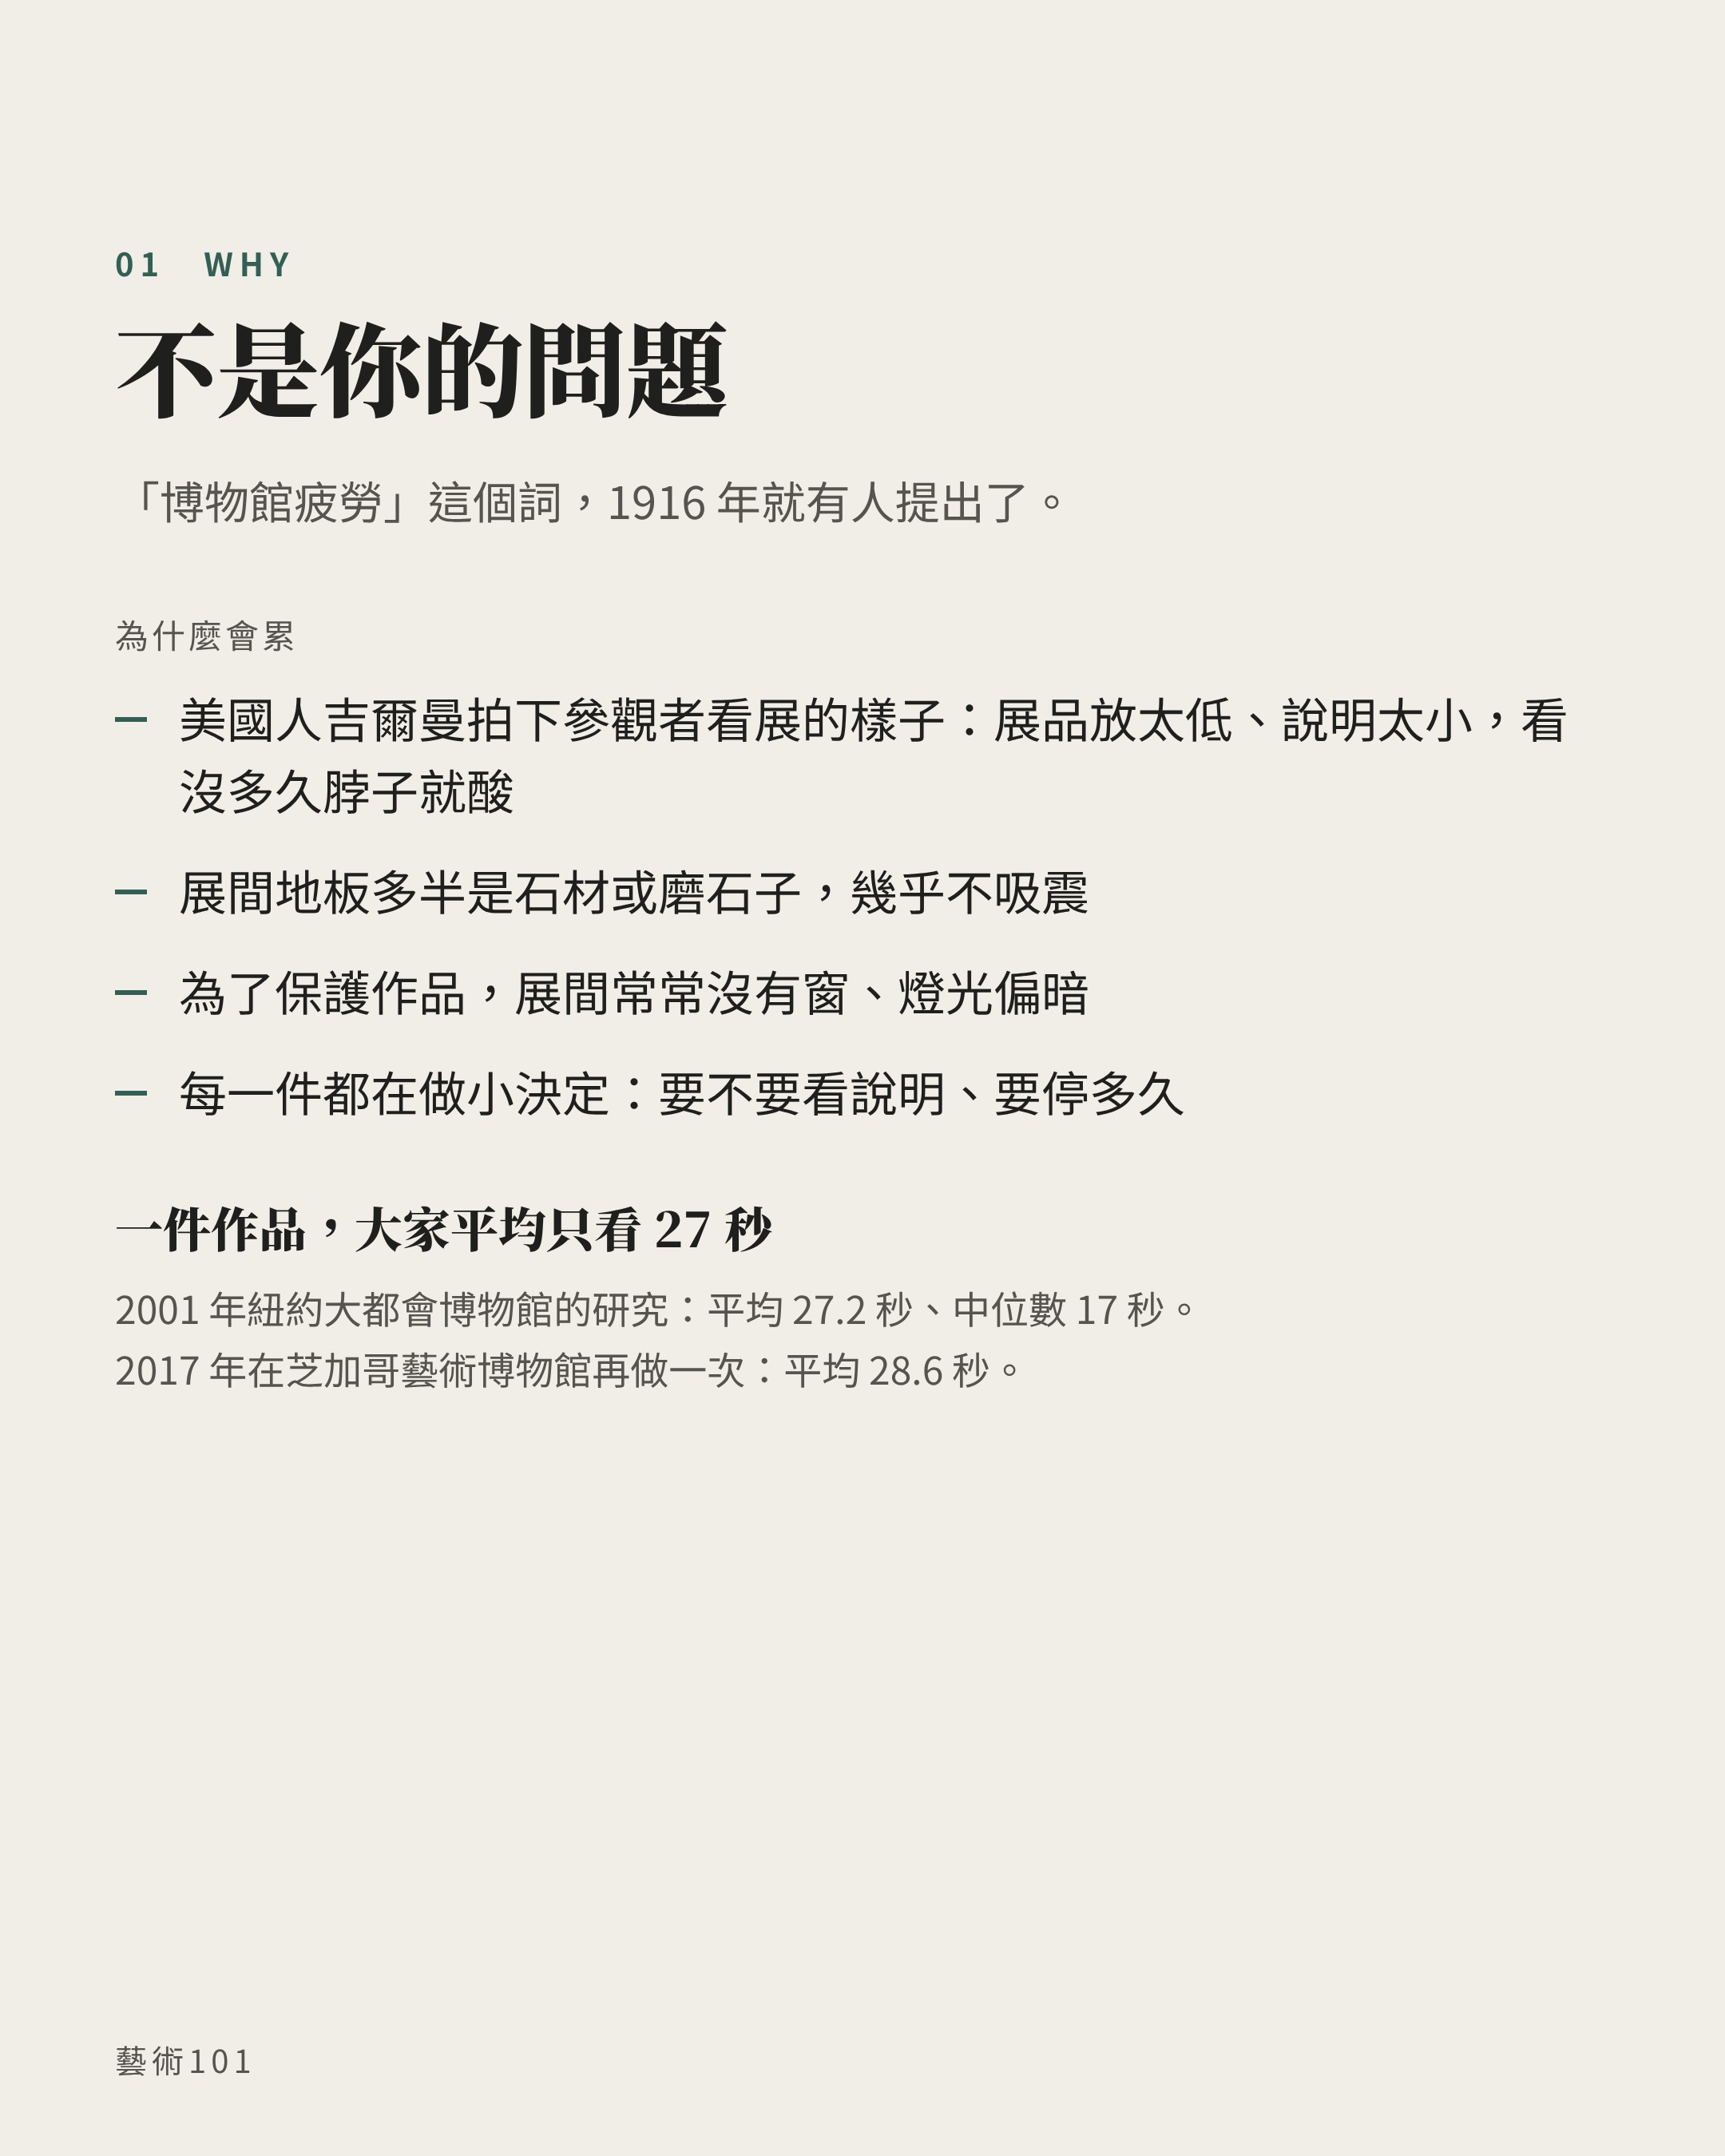 01 WHY
不是你的問題
「博物館疲勞」這個詞，1916 年就有人提出了。
為什麼會累
— 美國人吉爾曼拍下參觀者看展的樣子：展品放太低、說明太小，看
沒多久脖子就酸
— 展間地板多半是石材或磨石子，幾乎不吸震
— 為了保護作品，展間常常沒有窗、燈光偏暗
— 每一件都在做小決定：要不要看說明、要停多久
一件作品，大家平均只看 27 秒
2001 年紐約大都會博物館的研究：平均 27.2 秒、中位數 17 秒。
2017 年在芝加哥藝術博物館再做一次：平均 28.6 秒。
藝術101